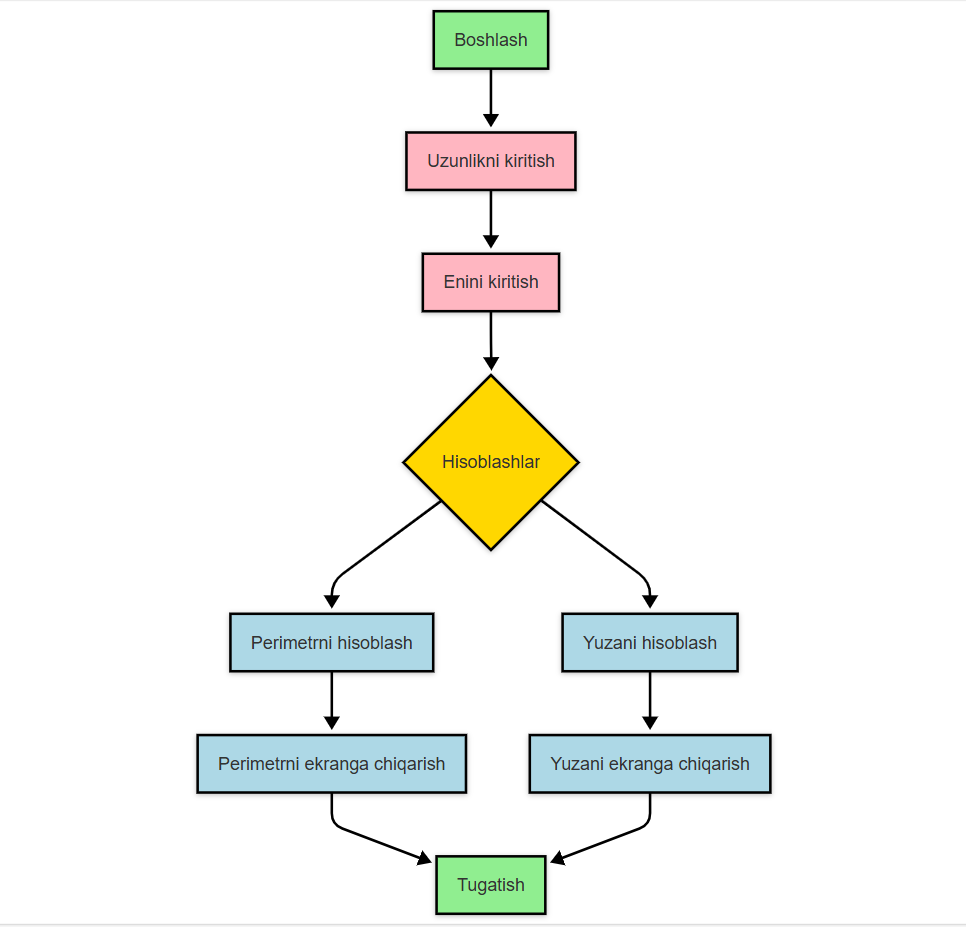 Boshlash
Uzunlikni kiritish
Enini kiritish
Hisoblashlar
Perimetrni hisoblash
Yuzani hisoblash
Perimetrni ekranga chiqarish
Yuzani ekranga chiqarish
Tugatish